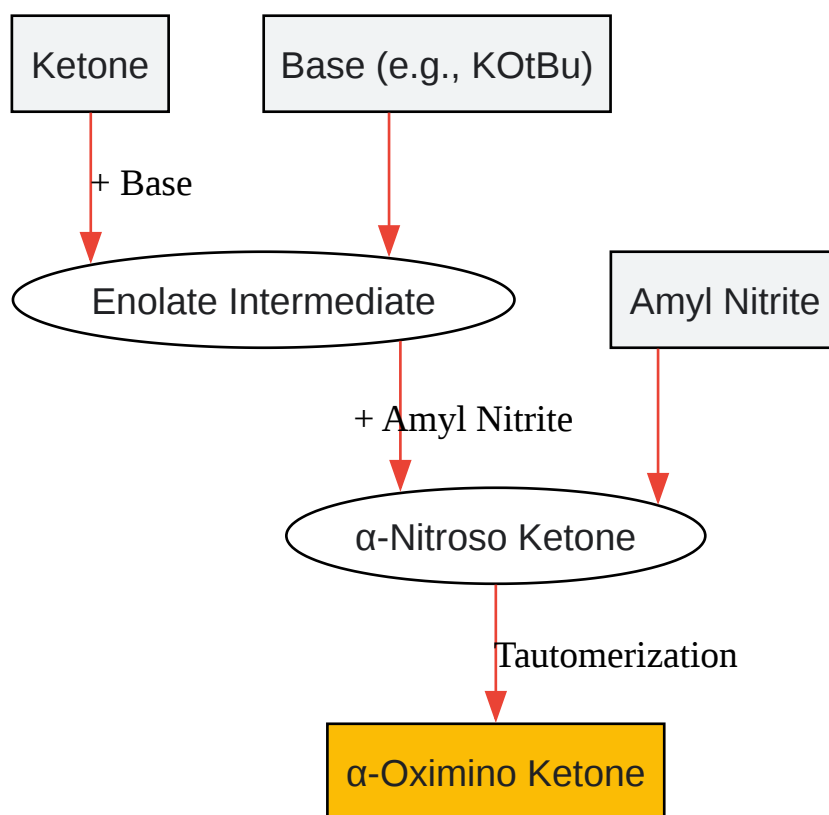 Ketone
Base (e.g., KOtBu)
+ Base
Enolate Intermediate
Amyl Nitrite
+ Amyl Nitrite
α-Nitroso Ketone
Tautomerization
α-Oximino Ketone